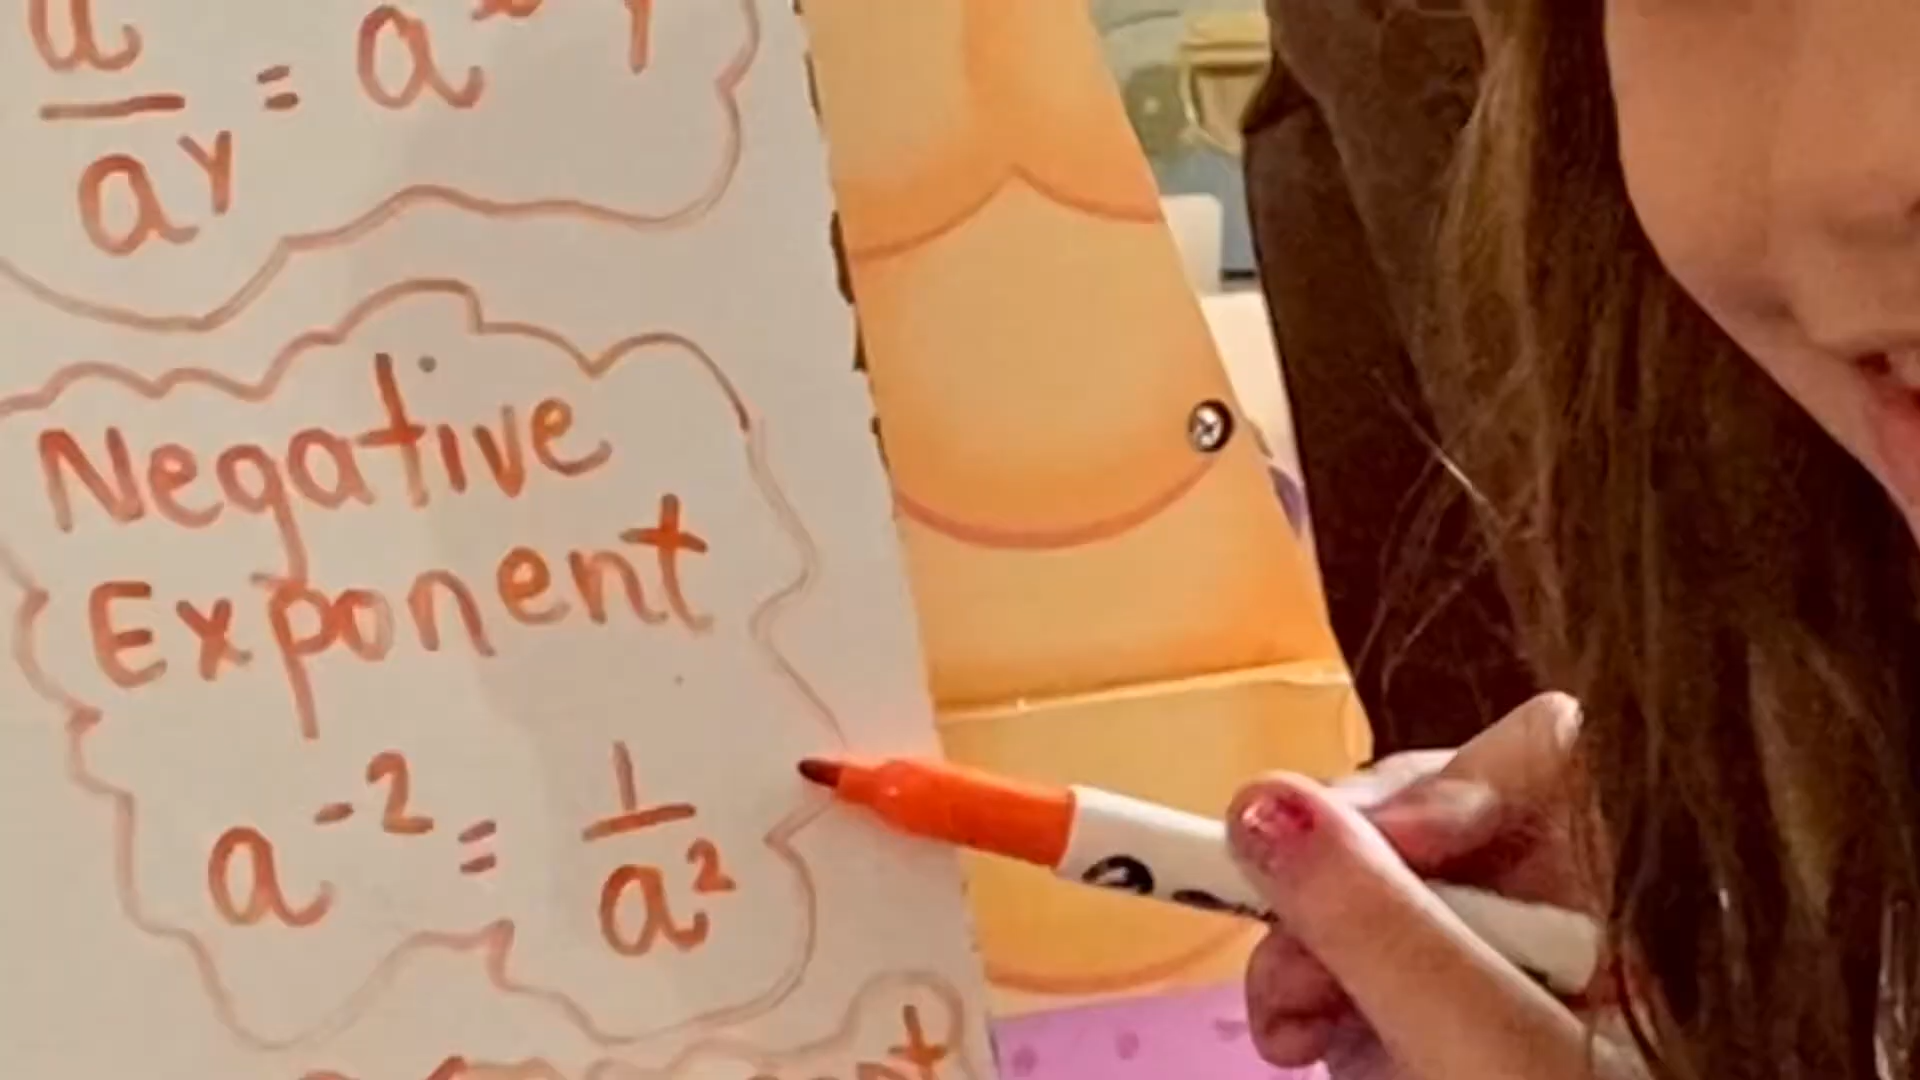 a/aʸ = a
Negative
Exponent
a⁻² = 1/a²